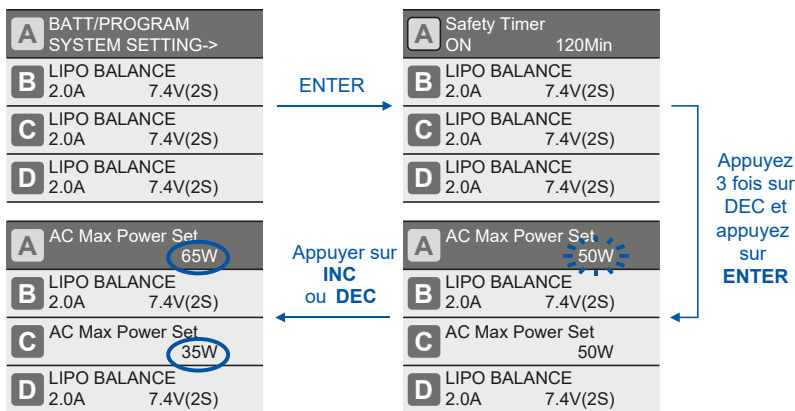 A BATT/PROGRAM
SYSTEM SETTING->
B LIPO BALANCE
2.0A 7.4V(2S)
C LIPO BALANCE
2.0A 7.4V(2S)
D LIPO BALANCE
2.0A 7.4V(2S)
ENTER
A Safety Timer
ON 120Min
B LIPO BALANCE
2.0A 7.4V(2S)
C LIPO BALANCE
2.0A 7.4V(2S)
D LIPO BALANCE
2.0A 7.4V(2S)
Appuyez
3 fois sur
DEC et
appuyez
sur
ENTER
A AC Max Power Set
50W
B LIPO BALANCE
2.0A 7.4V(2S)
C AC Max Power Set
50W
D LIPO BALANCE
2.0A 7.4V(2S)
Appuyer sur
INC
ou DEC
A AC Max Power Set
65W
B LIPO BALANCE
2.0A 7.4V(2S)
C AC Max Power Set
35W
D LIPO BALANCE
2.0A 7.4V(2S)